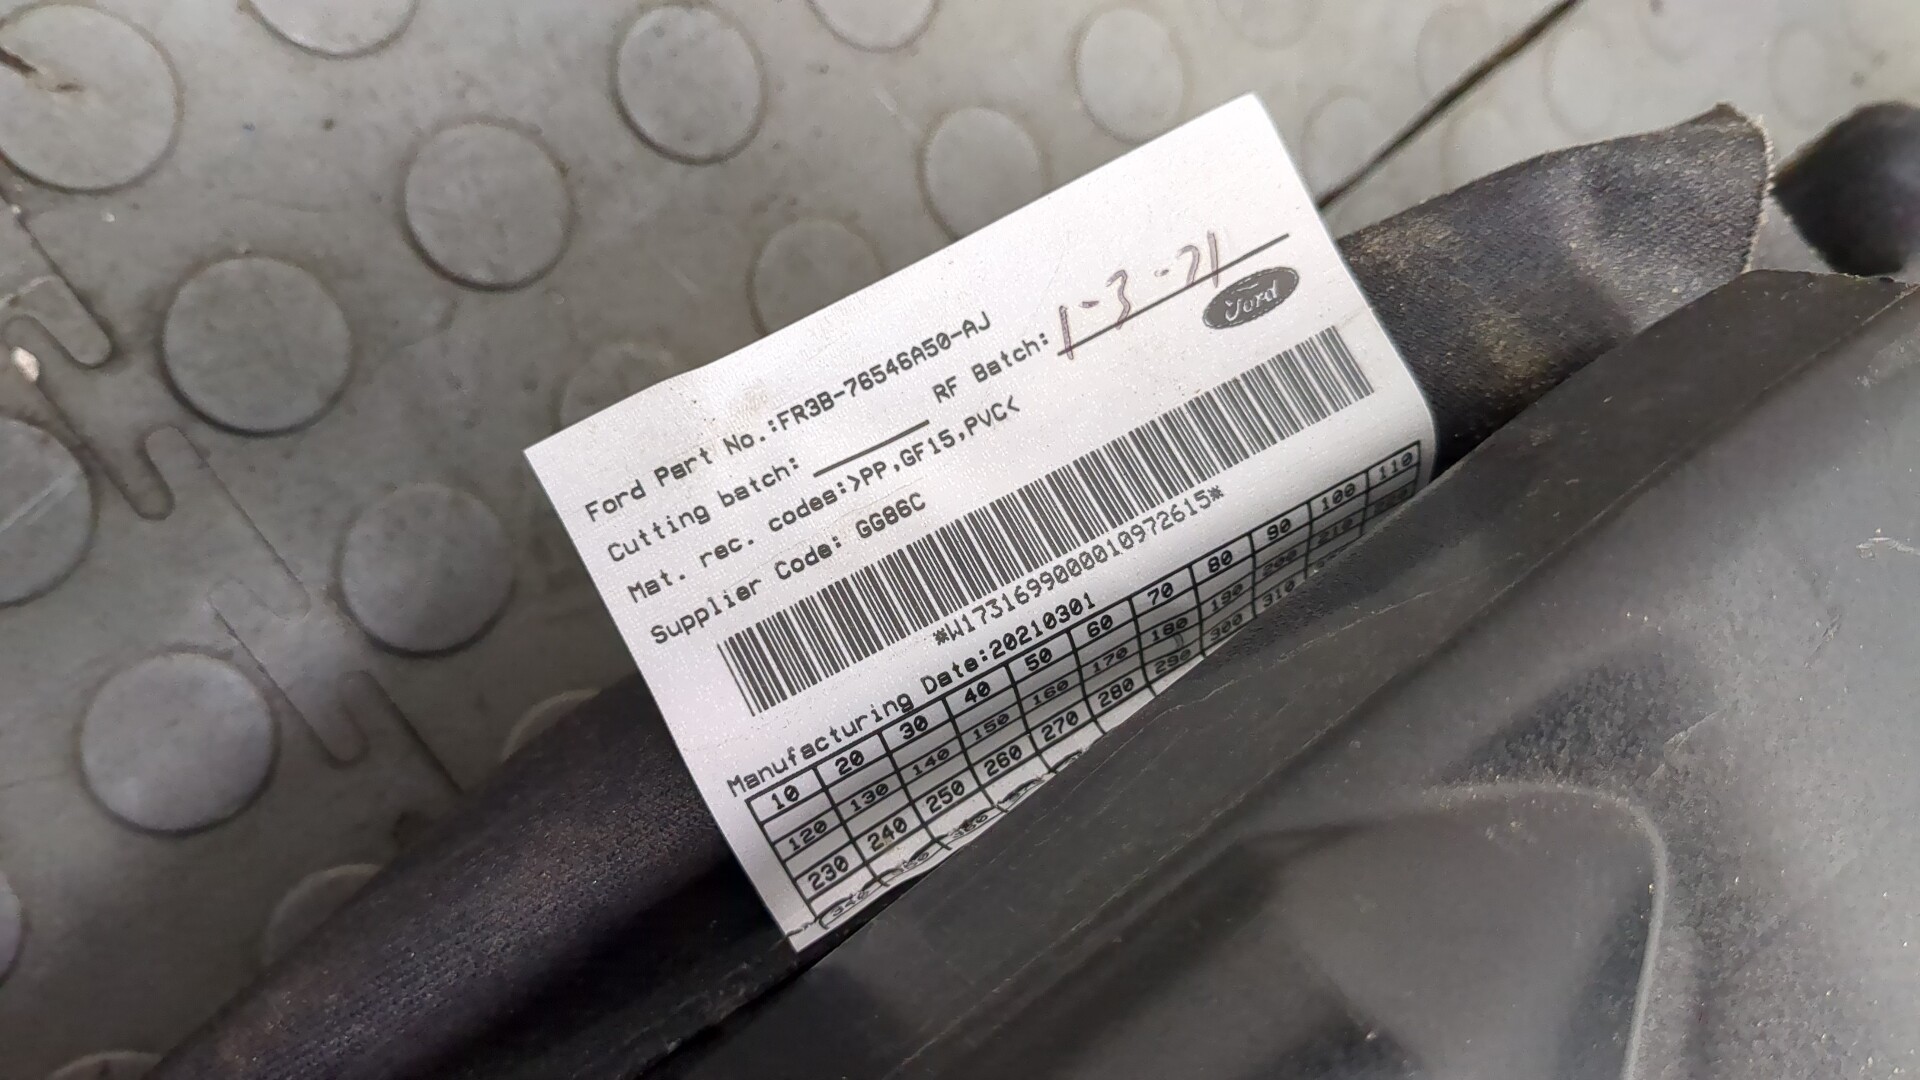 Ford Part No.:FR3B-76546A50-AJ
Cutting batch: ________ RF Batch: 1-3-21
Mat. rec. codes:>PP,GF15,PVC<
Supplier Code: GG86C
Ford
*W1731699000010972615*
Manufacturing Date:20210301
10 20 30 40 50 60 70 80 90 100 110
120 130 140 150 160 170 180 190 200 210
230 240 250 260 270 280 290 300 310